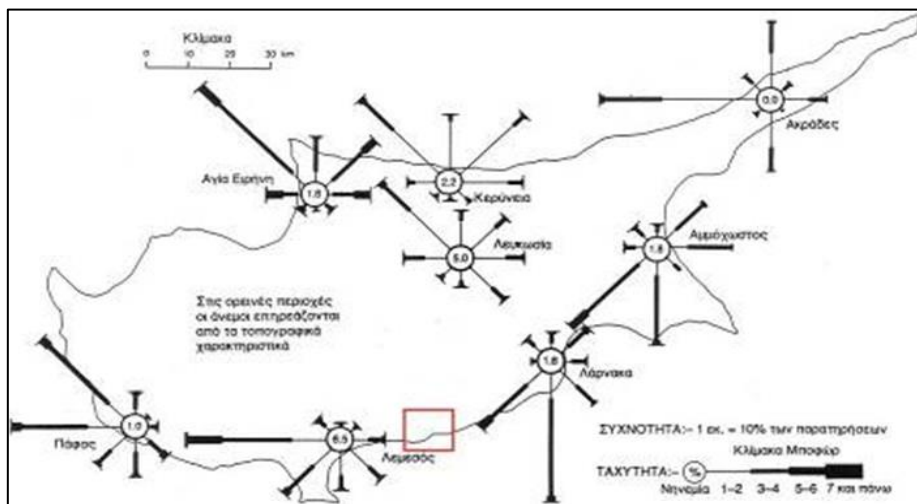 Κλίμακα
0 10 20 30 km
0,0
Ακράδες
Αγία Ειρήνη
1.8
2.2
Κερύνεια
Λευκωσία
5,0
1.8
Αμμόχωστος
Στις ορεινές περιοχές
οι άνεμοι επηρεάζονται
από τα τοπογραφικά
χαρακτηριστικά
1.8
Λάρνακα
Πάφος
1.0
6.5
Λεμεσός
ΣΥΧΝΟΤΗΤΑ:- 1 εκ. = 10% των παρατηρήσεων
Κλίμακα Μποφώρ
ΤΑΧΥΤΗΤΑ:- %
Νηνεμία 1-2 3-4 5-6 7 και πάνω